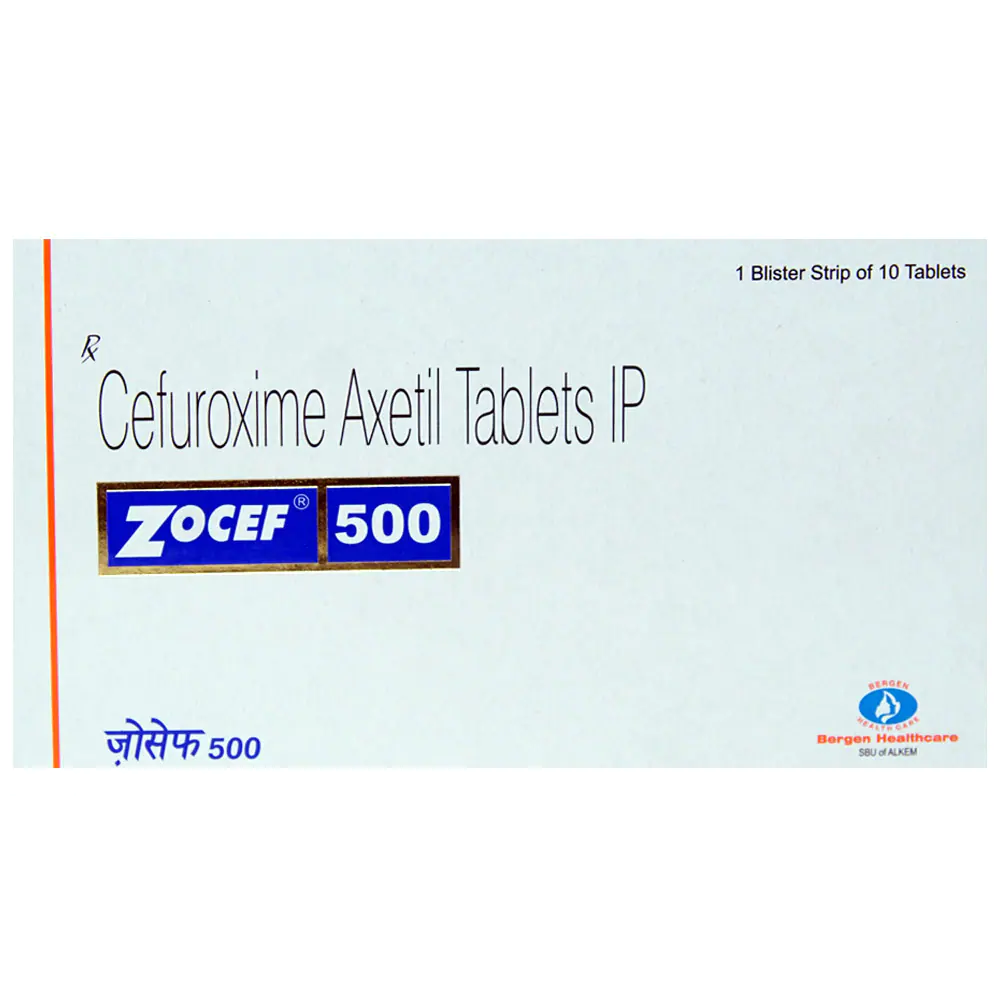 1 Blister Strip of 10 Tablets
Rx
Cefuroxime Axetil Tablets IP
ZOCEF® 500
ज़ोसेफ 500
BERGEN
HEALTH CARE
Bergen Healthcare
SBU of ALKEM